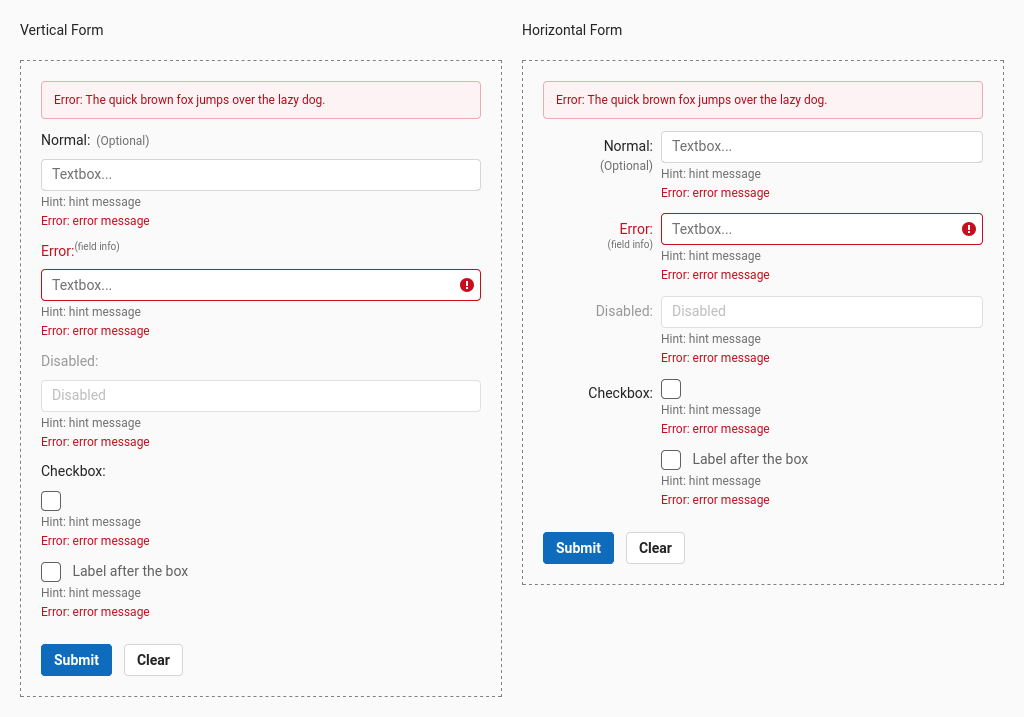 Vertical Form
Error: The quick brown fox jumps over the lazy dog.
Normal: (Optional)
Textbox...
Hint: hint message
Error: error message
Error:(field info)
Textbox...
Hint: hint message
Error: error message
Disabled:
Disabled
Hint: hint message
Error: error message
Checkbox:
Hint: hint message
Error: error message
Label after the box
Hint: hint message
Error: error message
Submit Clear
Horizontal Form
Error: The quick brown fox jumps over the lazy dog.
Normal: Textbox...
(Optional) Hint: hint message
Error: error message
Error: Textbox...
(field info) Hint: hint message
Error: error message
Disabled: Disabled
Hint: hint message
Error: error message
Checkbox:
Hint: hint message
Error: error message
Label after the box
Hint: hint message
Error: error message
Submit Clear